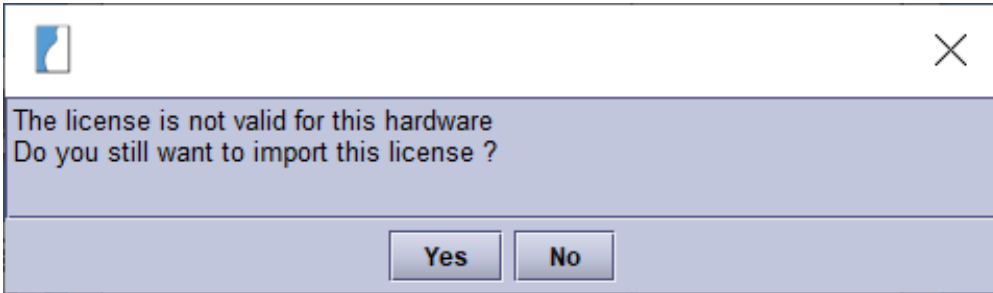 The license is not valid for this hardware
Do you still want to import this license ?
Yes
No